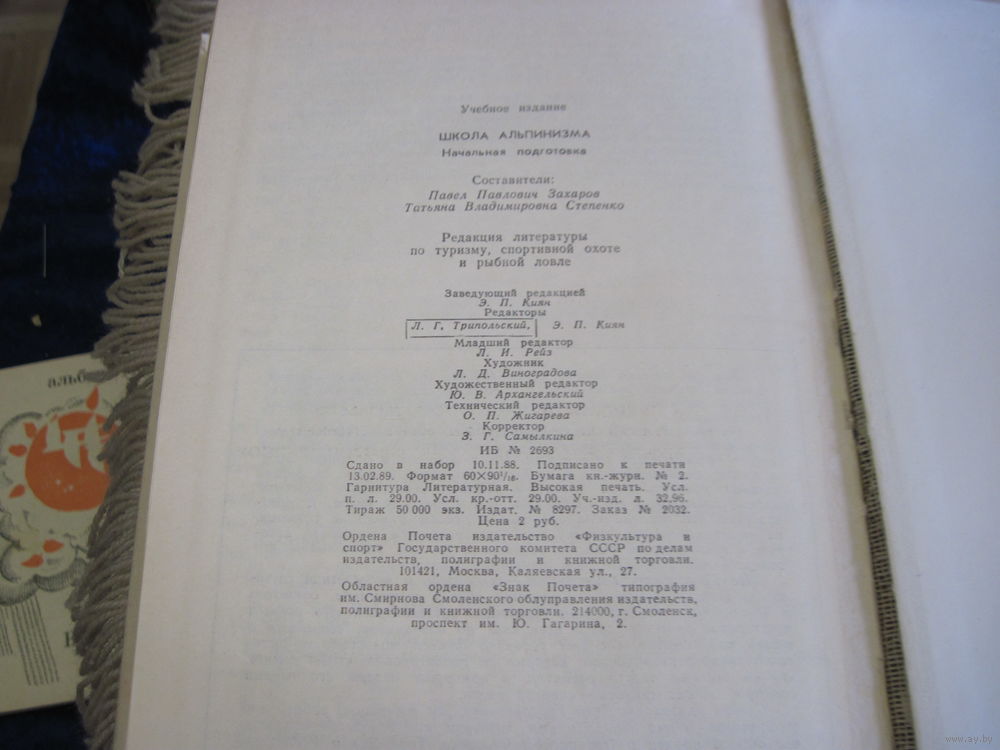 Учебное издание
ШКОЛА АЛЬПИНИЗМА
Начальная подготовка
Составители:
Павел Павлович Захаров
Татьяна Владимировна Степенко
Редакция литературы
по туризму, спортивной охоте
и рыбной ловле
Заведующий редакцией
Э. П. Киян
Редакторы
Л. Г. Трипольский, Э. П. Киян
Младший редактор
Л. И. Рейз
Художник
Л. Д. Виноградова
Художественный редактор
Ю. В. Архангельский
Технический редактор
О. П. Жигарева
Корректор
З. Г. Самылкина
ИБ № 2693
Сдано в набор 10.11.88. Подписано к печати
13.02.89. Формат 60×90¹/₁₆. Бумага кн.-журн. № 2.
Гарнитура Литературная. Высокая печать. Усл.
п. л. 29.00. Усл. кр.-отт. 29.00. Уч.-изд. л. 32.96.
Тираж 50 000 экз. Издат. № 8297. Заказ № 2032.
Цена 2 руб.
Ордена Почета издательство «Физкультура и
спорт» Государственного комитета СССР по делам
издательств, полиграфии и книжной торговли.
101421, Москва, Каляевская ул., 27.
Областная ордена «Знак Почета» типография
им. Смирнова Смоленского облуправления издательств,
полиграфии и книжной торговли. 214000, г. Смоленск,
проспект им. Ю. Гагарина, 2.
www.ay.by